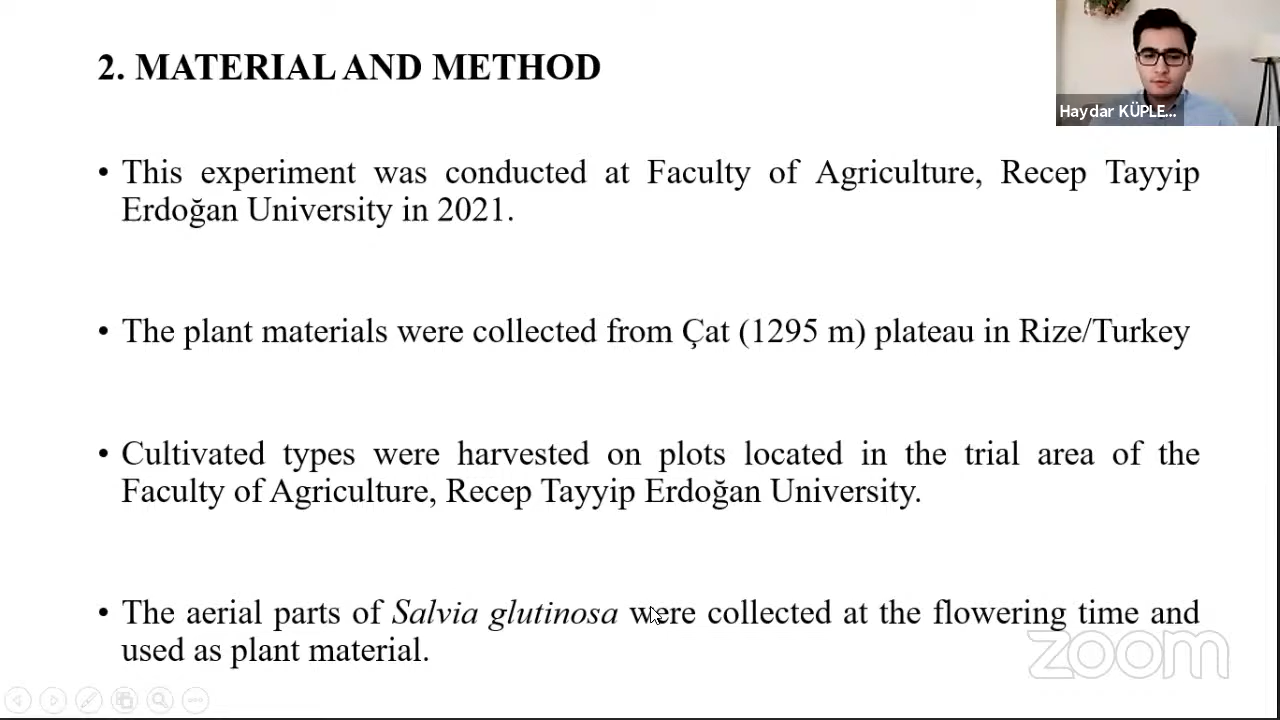 2. MATERIAL AND METHOD
Haydar KÜPLE...
• This experiment was conducted at Faculty of Agriculture, Recep Tayyip
Erdoğan University in 2021.
• The plant materials were collected from Çat (1295 m) plateau in Rize/Turkey
• Cultivated types were harvested on plots located in the trial area of the
Faculty of Agriculture, Recep Tayyip Erdoğan University.
• The aerial parts of Salvia glutinosa were collected at the flowering time and
used as plant material.
zoom